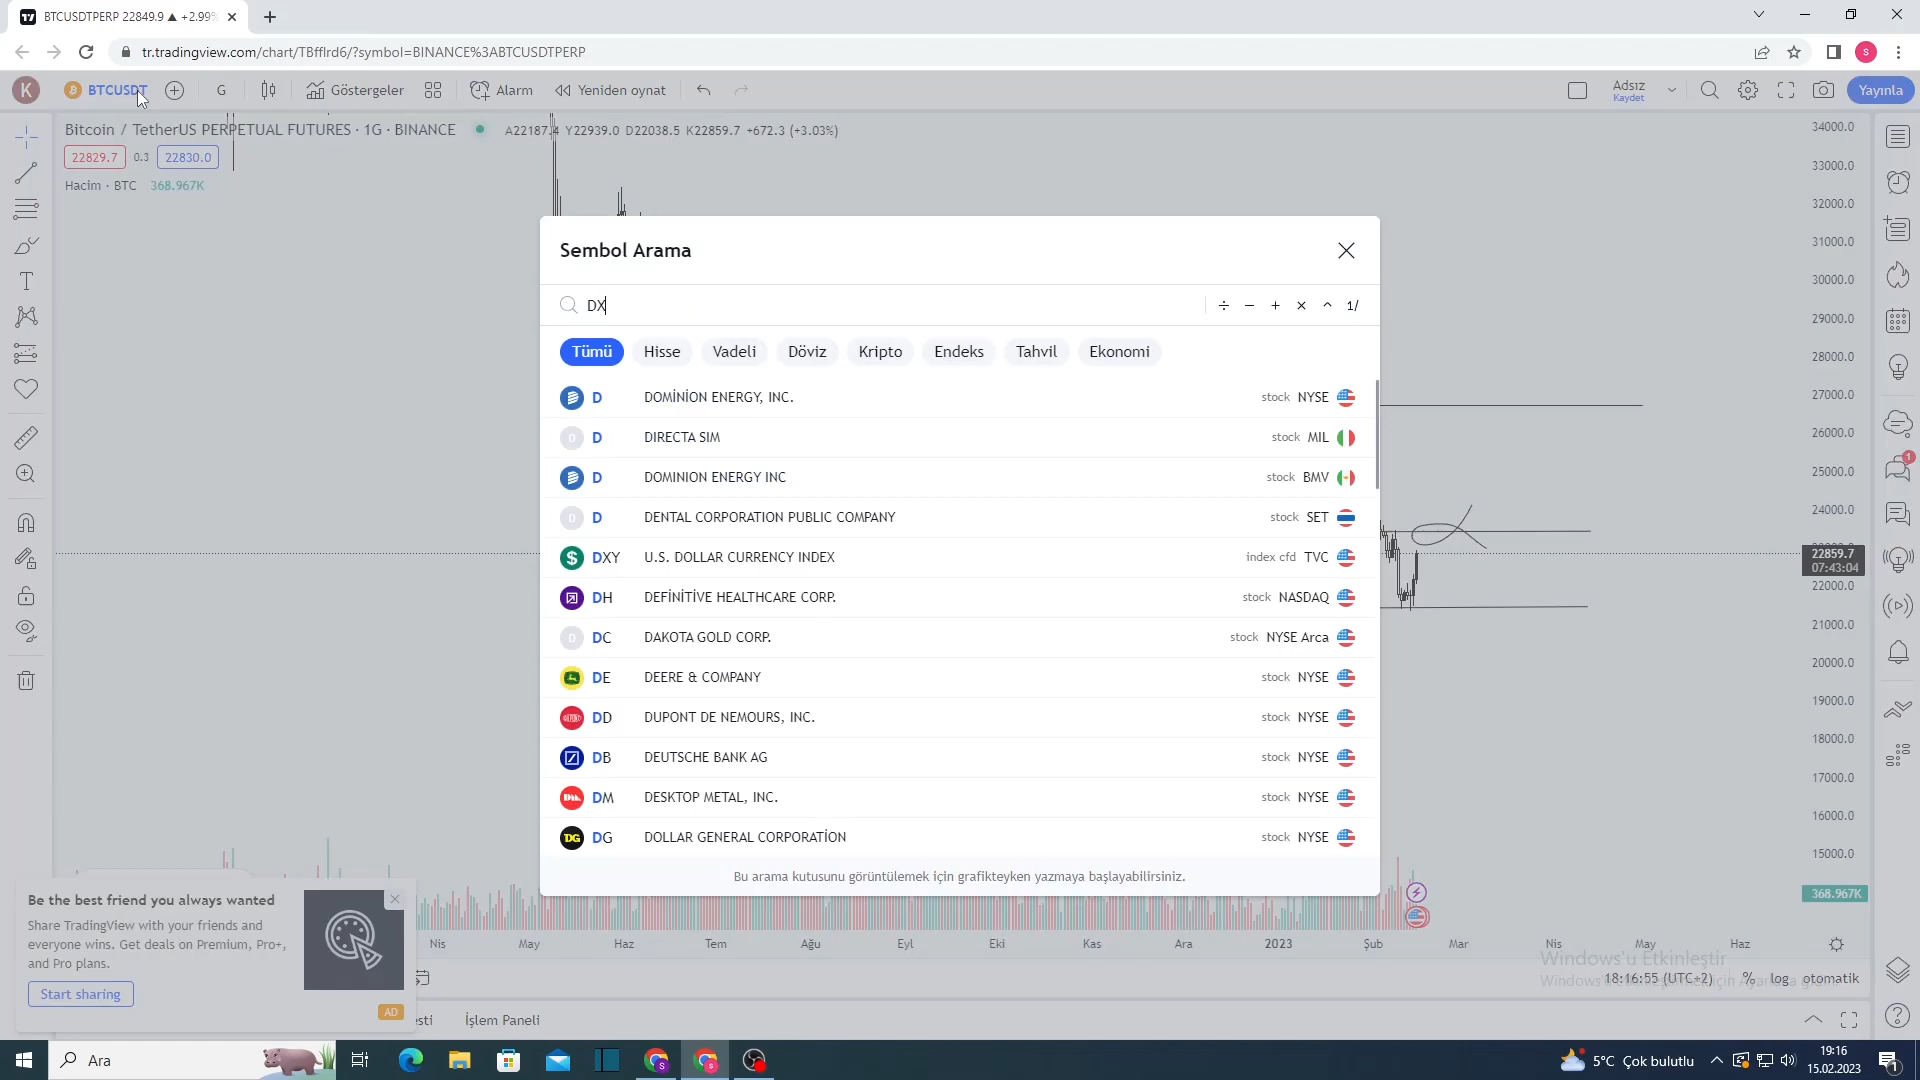 BTCUSDTPERP 22849.9 ▲ +2.99%
tr.tradingview.com/chart/TBffIrd6/?symbol=BINANCE%3ABTCUSDTPERP
S
K
BTCUSDT
G
Göstergeler
Alarm
Yeniden oynat
Adsız
Kaydet
Yayınla
Bitcoin / TetherUS PERPETUAL FUTURES · 1G · BINANCE
A22187.4 Y22939.0 D22038.5 K22859.7 +672.3 (+3.03%)
22829.7 0.3 22830.0
Hacim · BTC 368.967K
Sembol Arama
DX
÷ − + × ^ 1/
Tümü Hisse Vadeli Döviz Kripto Endeks Tahvil Ekonomi
D DOMİNİON ENERGY, INC. stock NYSE
D D DIRECTA SIM stock MIL
D DOMINION ENERGY INC stock BMV
D D DENTAL CORPORATION PUBLIC COMPANY stock SET
$ DXY U.S. DOLLAR CURRENCY INDEX index cfd TVC
DH DEFİNİTİVE HEALTHCARE CORP. stock NASDAQ
D DC DAKOTA GOLD CORP. stock NYSE Arca
DE DEERE & COMPANY stock NYSE
DD DUPONT DE NEMOURS, INC. stock NYSE
DB DEUTSCHE BANK AG stock NYSE
DM DESKTOP METAL, INC. stock NYSE
DG DG DOLLAR GENERAL CORPORATİON stock NYSE
Bu arama kutusunu görüntülemek için grafikteyken yazmaya başlayabilirsiniz.
34000.0
33000.0
32000.0
31000.0
30000.0
29000.0
28000.0
27000.0
26000.0
25000.0
24000.0
22859.7
07:43:04
22000.0
21000.0
20000.0
19000.0
18000.0
17000.0
16000.0
15000.0
368.967K
1
Be the best friend you always wanted
Share TradingView with your friends and
everyone wins. Get deals on Premium, Pro+,
and Pro plans.
Start sharing
AD
Nis May Haz Tem Ağu Eyl Eki Kas Ara 2023 Şub Mar Nis May Haz
Windows'u Etkinleştir
18:16:55 (UTC+2) % log otomatik
esti
İşlem Paneli
Ara
5°C Çok bulutlu
19:16
15.02.2023
1